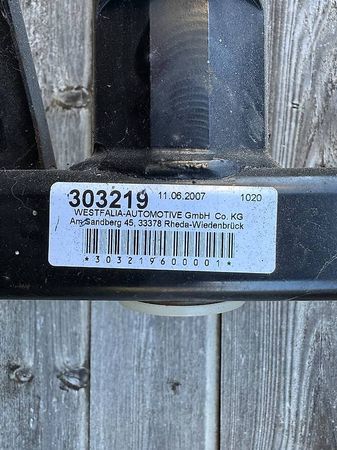 303219 11.06.2007 1020
WESTFALIA-AUTOMOTIVE GmbH Co. KG
Am Sandberg 45, 33378 Rheda-Wiedenbrück
*303219600001*